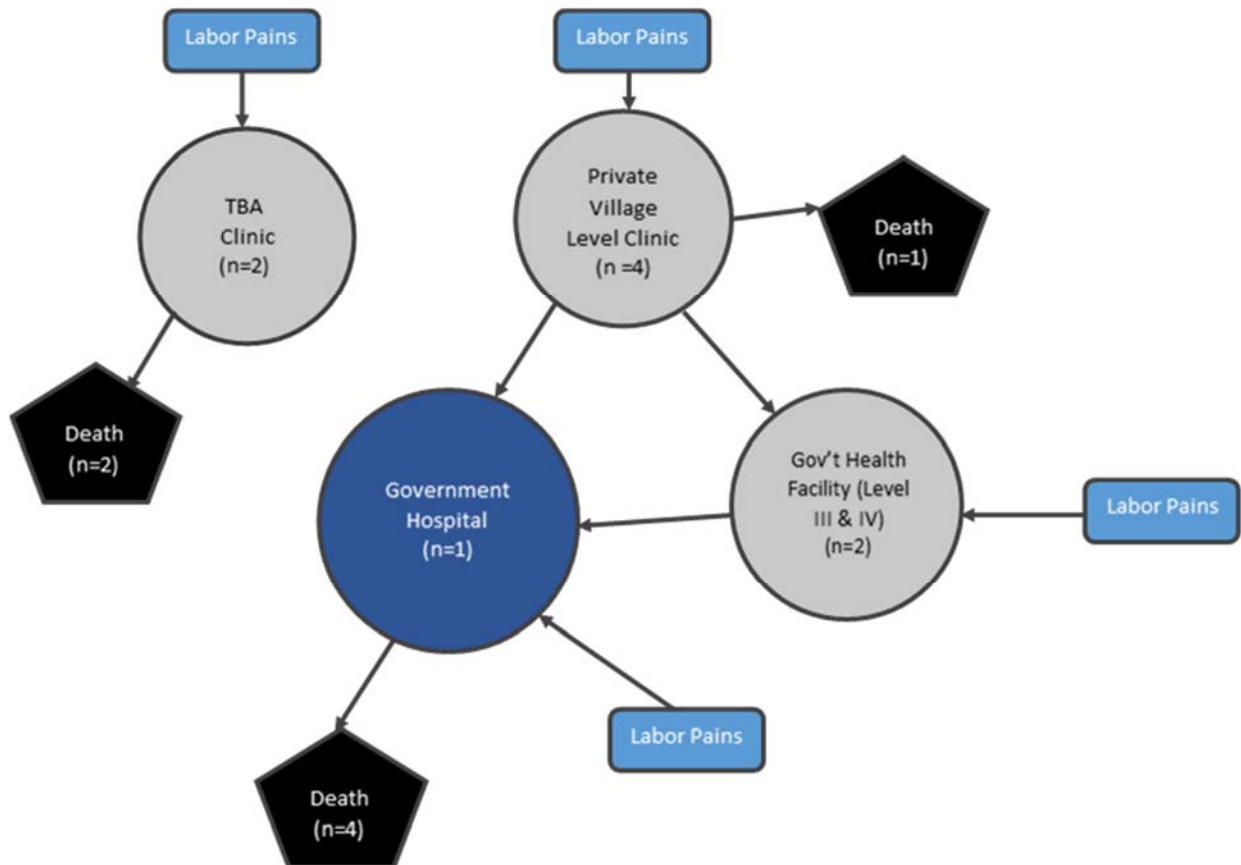 Labor Pains
Labor Pains
TBA
Clinic
(n=2)
Private
Village
Level Clinic
(n =4)
Death
(n=1)
Death
(n=2)
Government
Hospital
(n=1)
Gov't Health
Facility (Level
III & IV)
(n=2)
Labor Pains
Labor Pains
Death
(n=4)